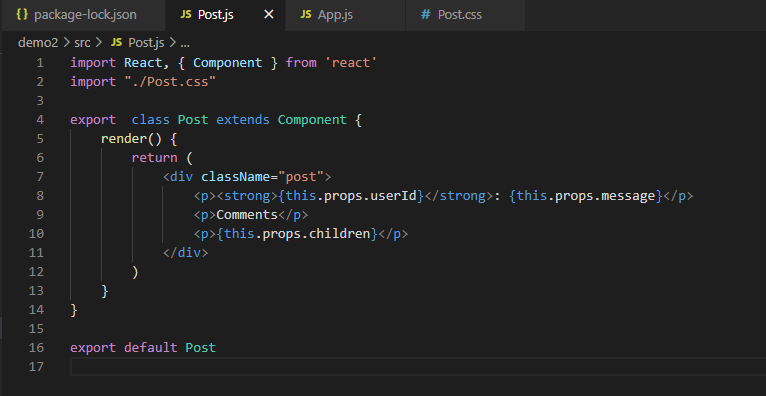 {} package-lock.json JS Post.js × JS App.js # Post.css
demo2 > src > JS Post.js > ...
1 import React, { Component } from 'react'
2 import "./Post.css"
3
4 export  class Post extends Component {
5     render() {
6         return (
7             <div className="post">
8                 <p><strong>{this.props.userId}</strong>: {this.props.message}</p>
9                 <p>Comments</p>
10                 <p>{this.props.children}</p>
11             </div>
12         )
13     }
14 }
15
16 export default Post
17